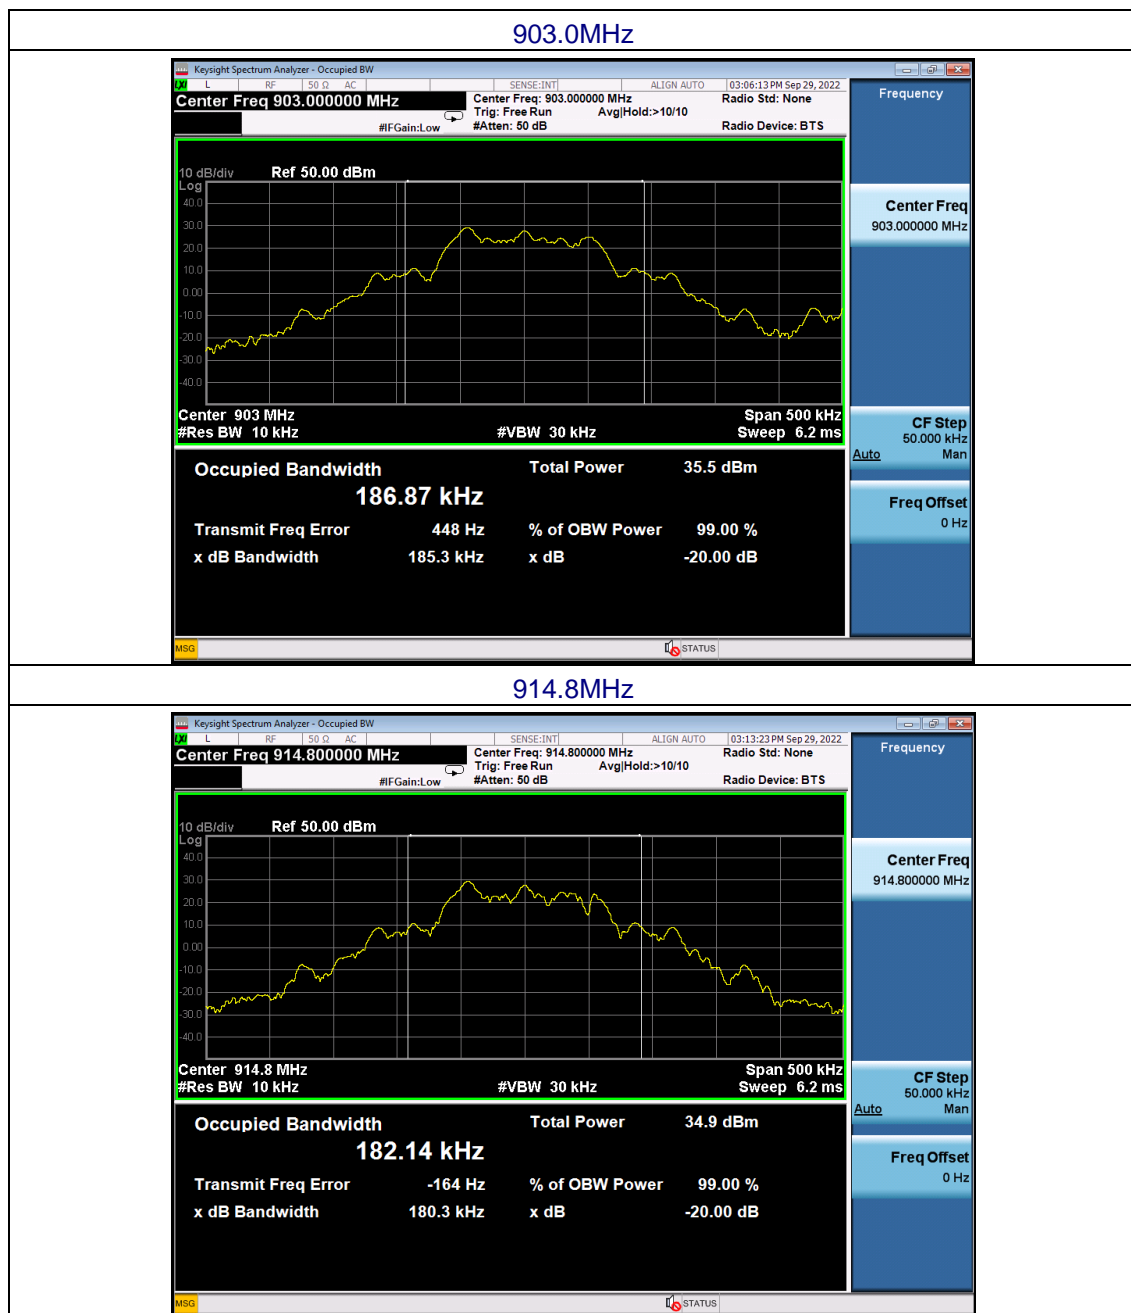 903.0MHz
Keysight Spectrum Analyzer - Occupied BW
L RF 50 Ω AC SENSE:INT ALIGN AUTO 03:06:13 PM Sep 29, 2022
Center Freq 903.000000 MHz
Center Freq: 903.000000 MHz Radio Std: None
Trig: Free Run Avg|Hold:>10/10
#IFGain:Low #Atten: 50 dB Radio Device: BTS
Frequency
10 dB/div Ref 50.00 dBm
Log
40.0
30.0
20.0
10.0
0.00
-10.0
-20.0
-30.0
-40.0
Center 903 MHz Span 500 kHz
#Res BW 10 kHz #VBW 30 kHz Sweep 6.2 ms
Center Freq
903.000000 MHz
CF Step
50.000 kHz
Auto Man
Freq Offset
0 Hz
Occupied Bandwidth Total Power 35.5 dBm
186.87 kHz
Transmit Freq Error 448 Hz % of OBW Power 99.00 %
x dB Bandwidth 185.3 kHz x dB -20.00 dB
MSG STATUS
914.8MHz
Keysight Spectrum Analyzer - Occupied BW
L RF 50 Ω AC SENSE:INT ALIGN AUTO 03:13:23 PM Sep 29, 2022
Center Freq 914.800000 MHz
Center Freq: 914.800000 MHz Radio Std: None
Trig: Free Run Avg|Hold:>10/10
#IFGain:Low #Atten: 50 dB Radio Device: BTS
Frequency
10 dB/div Ref 50.00 dBm
Log
40.0
30.0
20.0
10.0
0.00
-10.0
-20.0
-30.0
-40.0
Center 914.8 MHz Span 500 kHz
#Res BW 10 kHz #VBW 30 kHz Sweep 6.2 ms
Center Freq
914.800000 MHz
CF Step
50.000 kHz
Auto Man
Freq Offset
0 Hz
Occupied Bandwidth Total Power 34.9 dBm
182.14 kHz
Transmit Freq Error -164 Hz % of OBW Power 99.00 %
x dB Bandwidth 180.3 kHz x dB -20.00 dB
MSG STATUS